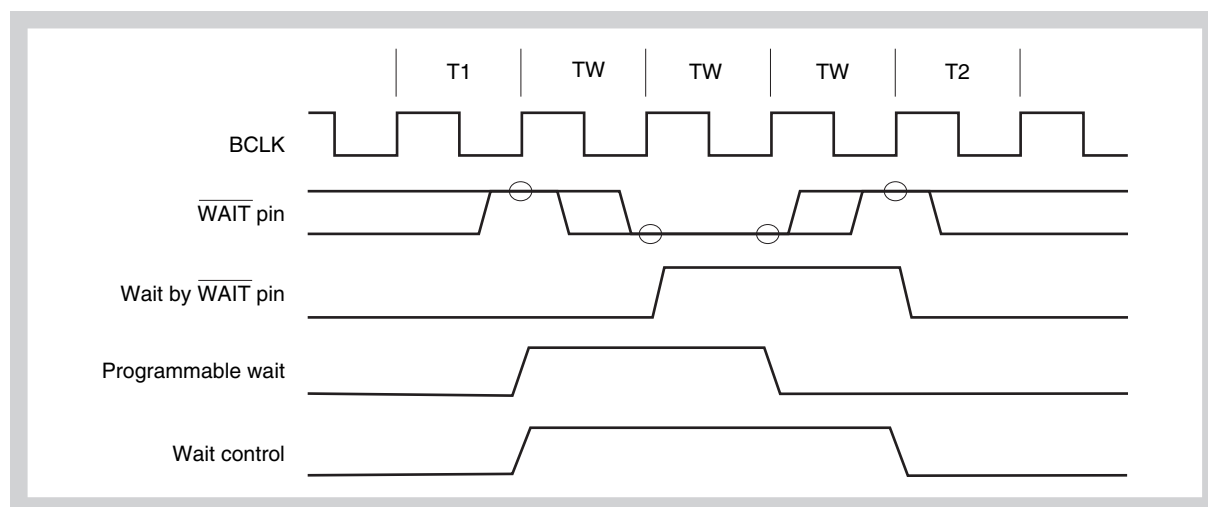 T1 TW TW TW T2
BCLK
WAIT pin
Wait by WAIT pin
Programmable wait
Wait control